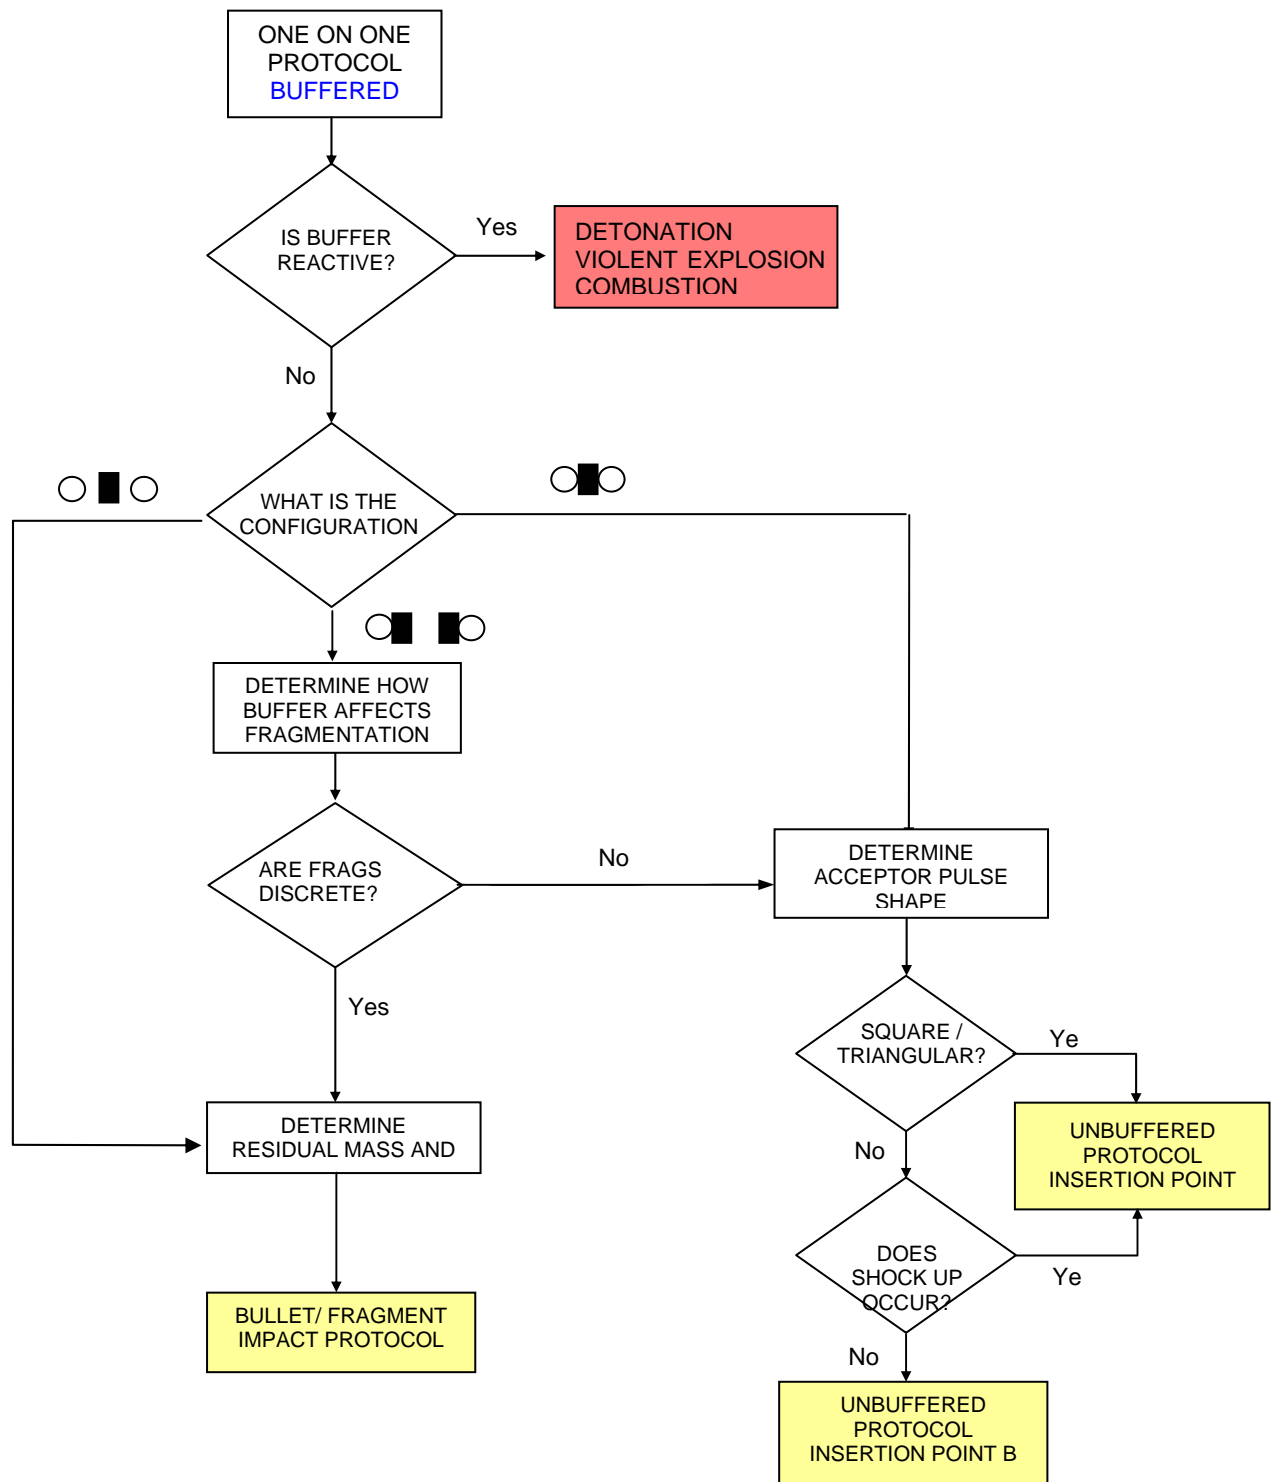 ONE ON ONE
PROTOCOL
BUFFERED
IS BUFFER
REACTIVE?
Yes
DETONATION
VIOLENT EXPLOSION
COMBUSTION
No
WHAT IS THE
CONFIGURATION
DETERMINE HOW
BUFFER AFFECTS
FRAGMENTATION
ARE FRAGS
DISCRETE?
No
DETERMINE
ACCEPTOR PULSE
SHAPE
Yes
SQUARE /
TRIANGULAR?
Ye
DETERMINE
RESIDUAL MASS AND
No
UNBUFFERED
PROTOCOL
INSERTION POINT
DOES
SHOCK UP
OCCUR?
Ye
BULLET/ FRAGMENT
IMPACT PROTOCOL
No
UNBUFFERED
PROTOCOL
INSERTION POINT B